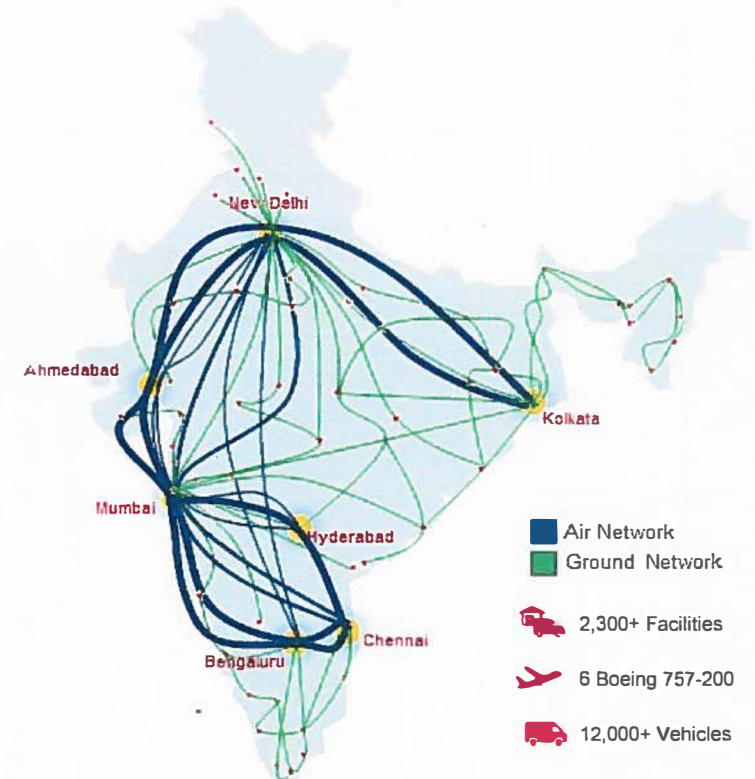 New Delhi
Ahmedabad
Kolkata
Mumbai
Hyderabad
Air Network
Ground Network
2,300+ Facilities
Chennai
Bengaluru
6 Boeing 757-200
12,000+ Vehicles